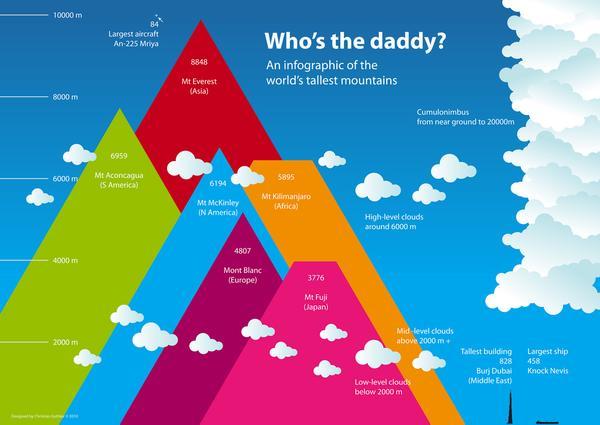 10000 m
84
Largest aircraft
An-225 Mriya
Who's the daddy?
An infographic of the
world's tallest mountains
8848
Mt Everest
(Asia)
8000 m
Cumulonimbus
from near ground to 20000m
6959
Mt Aconcagua
(S America)
6000 m
6194
Mt McKinley
(N America)
5895
Mt Kilimanjaro
(Africa)
High-level clouds
around 6000 m
4807
Mont Blanc
(Europe)
4000 m
3776
Mt Fuji
(Japan)
2000 m
Mid-level clouds
above 2000 m +
Low-level clouds
below 2000 m
Tallest building
828
Burj Dubai
(Middle East)
Largest ship
458
Knock Nevis
Designed by Christian